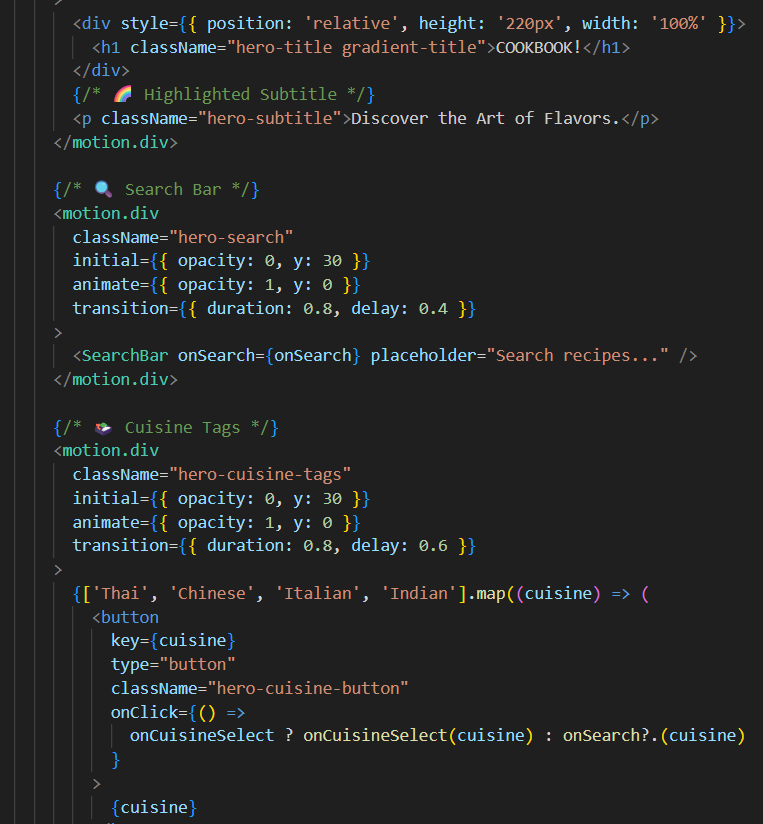 >
<div style={{ position: 'relative', height: '220px', width: '100%' }}>
<h1 className="hero-title gradient-title">COOKBOOK!</h1>
</div>
{/* 🌈 Highlighted Subtitle */}
<p className="hero-subtitle">Discover the Art of Flavors.</p>
</motion.div>
{/* 🔍 Search Bar */}
<motion.div
className="hero-search"
initial={{ opacity: 0, y: 30 }}
animate={{ opacity: 1, y: 0 }}
transition={{ duration: 0.8, delay: 0.4 }}
>
<SearchBar onSearch={onSearch} placeholder="Search recipes..." />
</motion.div>
{/* 🍱 Cuisine Tags */}
<motion.div
className="hero-cuisine-tags"
initial={{ opacity: 0, y: 30 }}
animate={{ opacity: 1, y: 0 }}
transition={{ duration: 0.8, delay: 0.6 }}
>
{['Thai', 'Chinese', 'Italian', 'Indian'].map((cuisine) => (
<button
key={cuisine}
type="button"
className="hero-cuisine-button"
onClick={() =>
onCuisineSelect ? onCuisineSelect(cuisine) : onSearch?.(cuisine)
}
>
{cuisine}